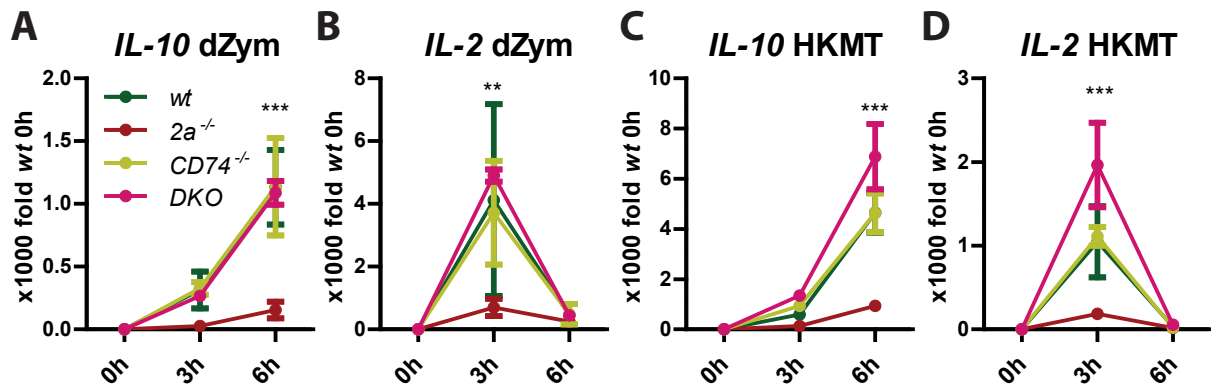 A
IL-10 dZym
x1000 fold wt 0h
2.0
1.5
1.0
0.5
0.0
wt
2a-/-
CD74-/-
DKO
***
0h
3h
6h
B
IL-2 dZym
x1000 fold wt 0h
8
6
4
2
0
**
0h
3h
6h
C
IL-10 HKMT
x1000 fold wt 0h
10
8
6
4
2
0
***
0h
3h
6h
D
IL-2 HKMT
x1000 fold wt 0h
3
2
1
0
***
0h
3h
6h